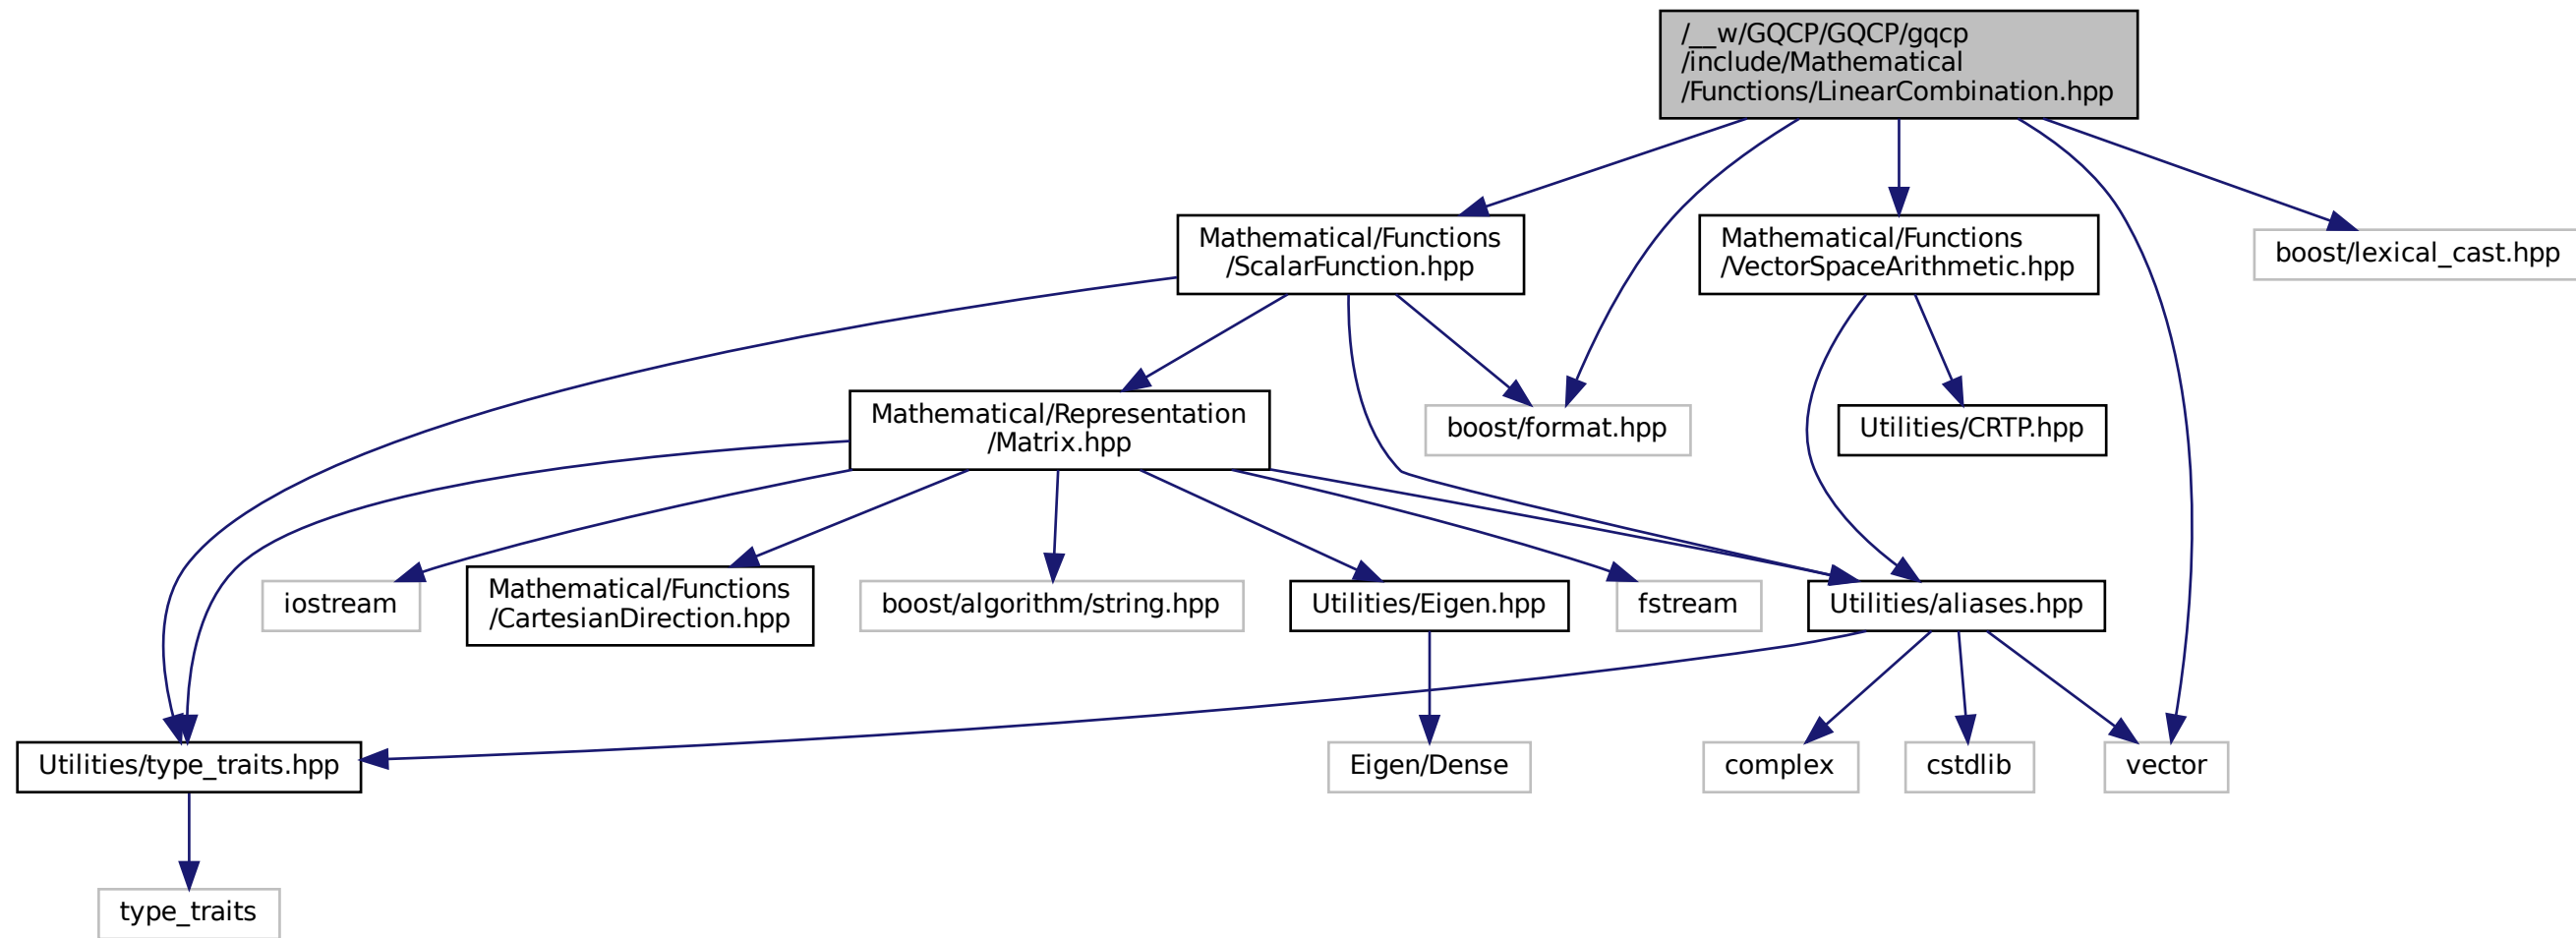 /__w/GQCP/GQCP/gqcp
/include/Mathematical
/Functions/LinearCombination.hpp
Mathematical/Functions
/ScalarFunction.hpp
Mathematical/Functions
/VectorSpaceArithmetic.hpp
boost/lexical_cast.hpp
Mathematical/Representation
/Matrix.hpp
boost/format.hpp
Utilities/CRTP.hpp
iostream
Mathematical/Functions
/CartesianDirection.hpp
boost/algorithm/string.hpp
Utilities/Eigen.hpp
fstream
Utilities/aliases.hpp
Utilities/type_traits.hpp
Eigen/Dense
complex
cstdlib
vector
type_traits